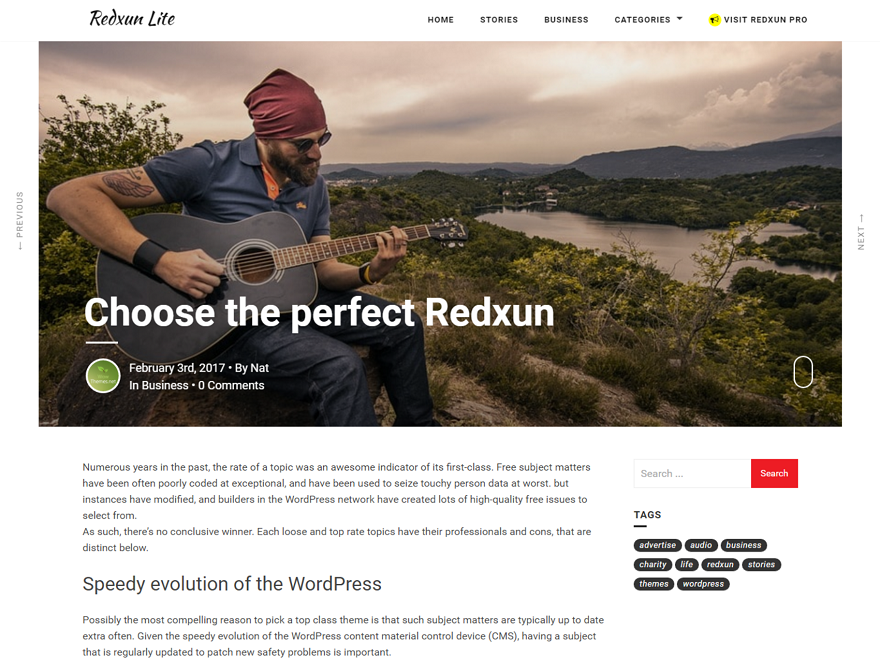 Redxun Lite
HOME STORIES BUSINESS CATEGORIES VISIT REDXUN PRO
← PREVIOUS
NEXT →
Choose the perfect Redxun
February 3rd, 2017 • By Nat
In Business • 0 Comments
Numerous years in the past, the rate of a topic was an awesome indicator of its first-class. Free subject matters
have been often poorly coded at exceptional, and have been used to seize touchy person data at worst. but
instances have modified, and builders in the WordPress network have created lots of high-quality free issues to
select from.
As such, there's no conclusive winner. Each loose and top rate topics have their professionals and cons, that are
distinct below.
Speedy evolution of the WordPress
Possibly the most compelling reason to pick a top class theme is that such subject matters are typically up to date
extra often. Given the speedy evolution of the WordPress content material control device (CMS), having a subject
that is regularly updated to patch new safety problems is important.
Search ... Search
TAGS
advertise audio business
charity life redxun stories
themes wordpress